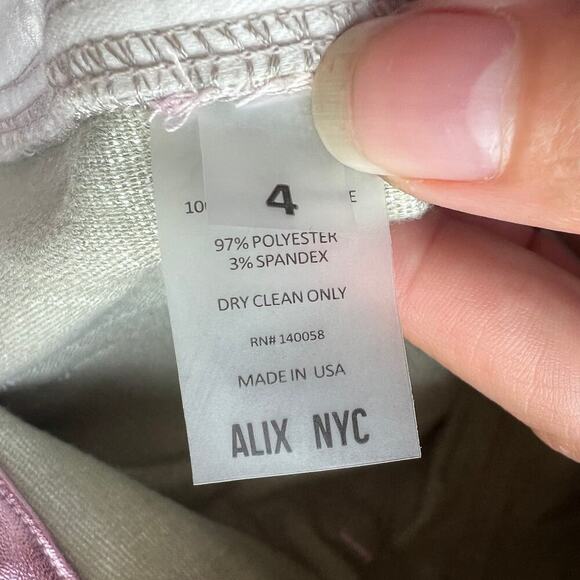 4
97% POLYESTER
3% SPANDEX
DRY CLEAN ONLY
RN# 140058
MADE IN USA
ALIX NYC